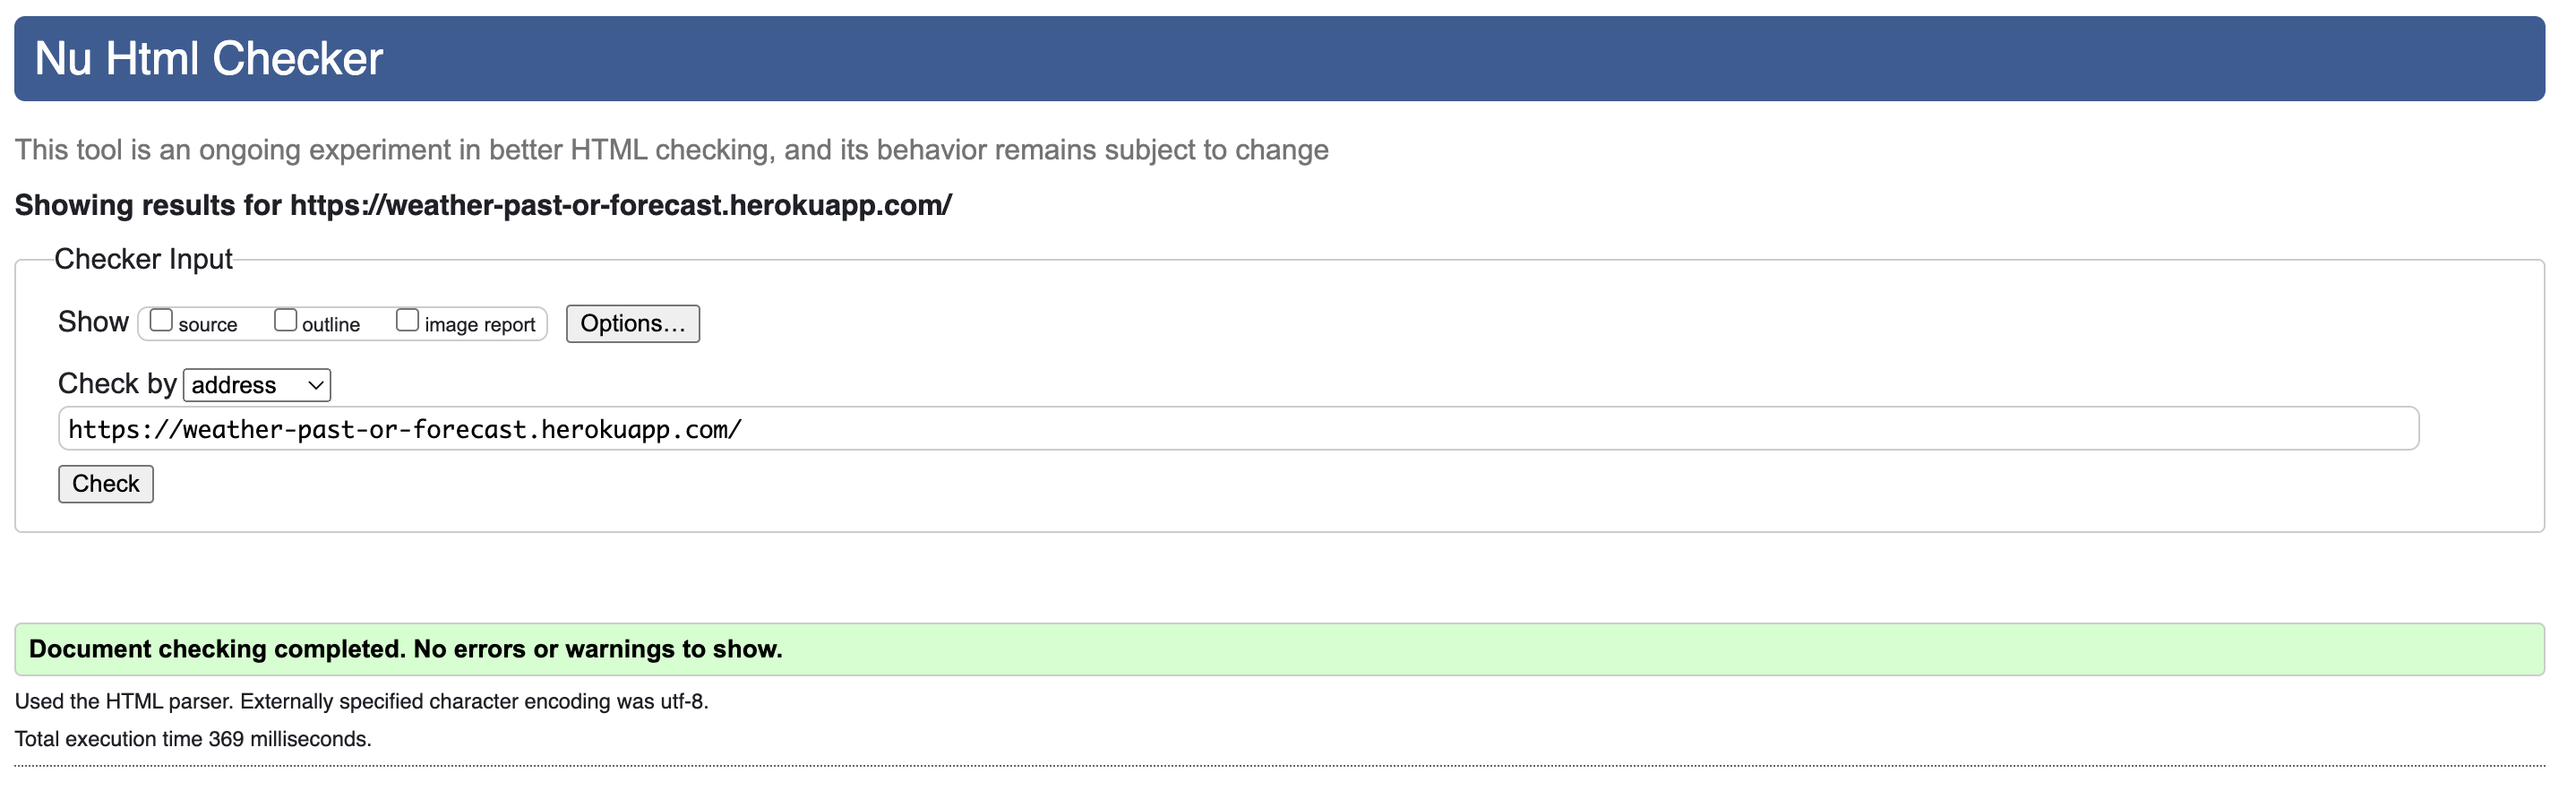 Nu Html Checker
This tool is an ongoing experiment in better HTML checking, and its behavior remains subject to change
Showing results for https://weather-past-or-forecast.herokuapp.com/
Checker Input
Show source outline image report Options…
Check by address
https://weather-past-or-forecast.herokuapp.com/
Check
Document checking completed. No errors or warnings to show.
Used the HTML parser. Externally specified character encoding was utf-8.
Total execution time 369 milliseconds.